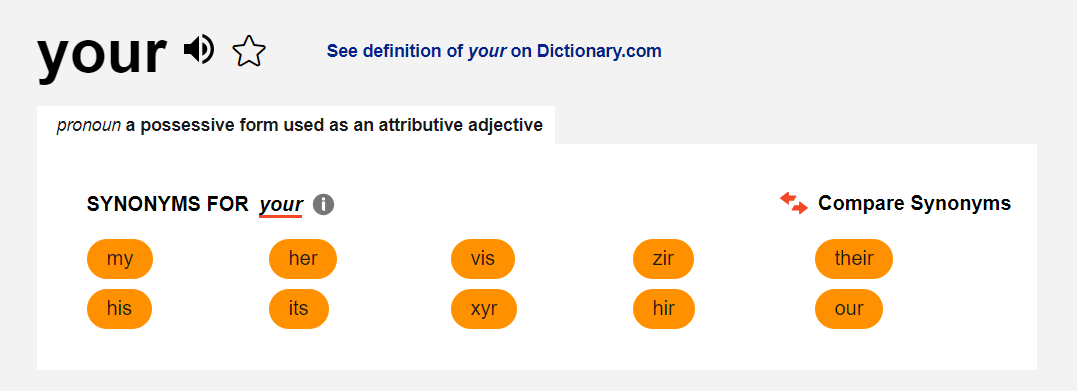 your See definition of your on Dictionary.com
pronoun a possessive form used as an attributive adjective
SYNONYMS FOR your Compare Synonyms
my her vis zir their
his its xyr hir our